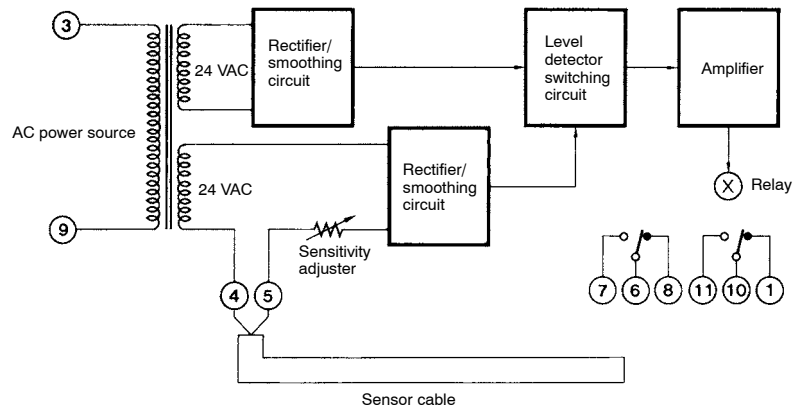 3
AC power source
9
24 VAC
24 VAC
Rectifier/
smoothing
circuit
Rectifier/
smoothing
circuit
Level
detector
switching
circuit
Amplifier
X
Relay
Sensitivity
adjuster
4
5
7
6
8
11
10
1
Sensor cable